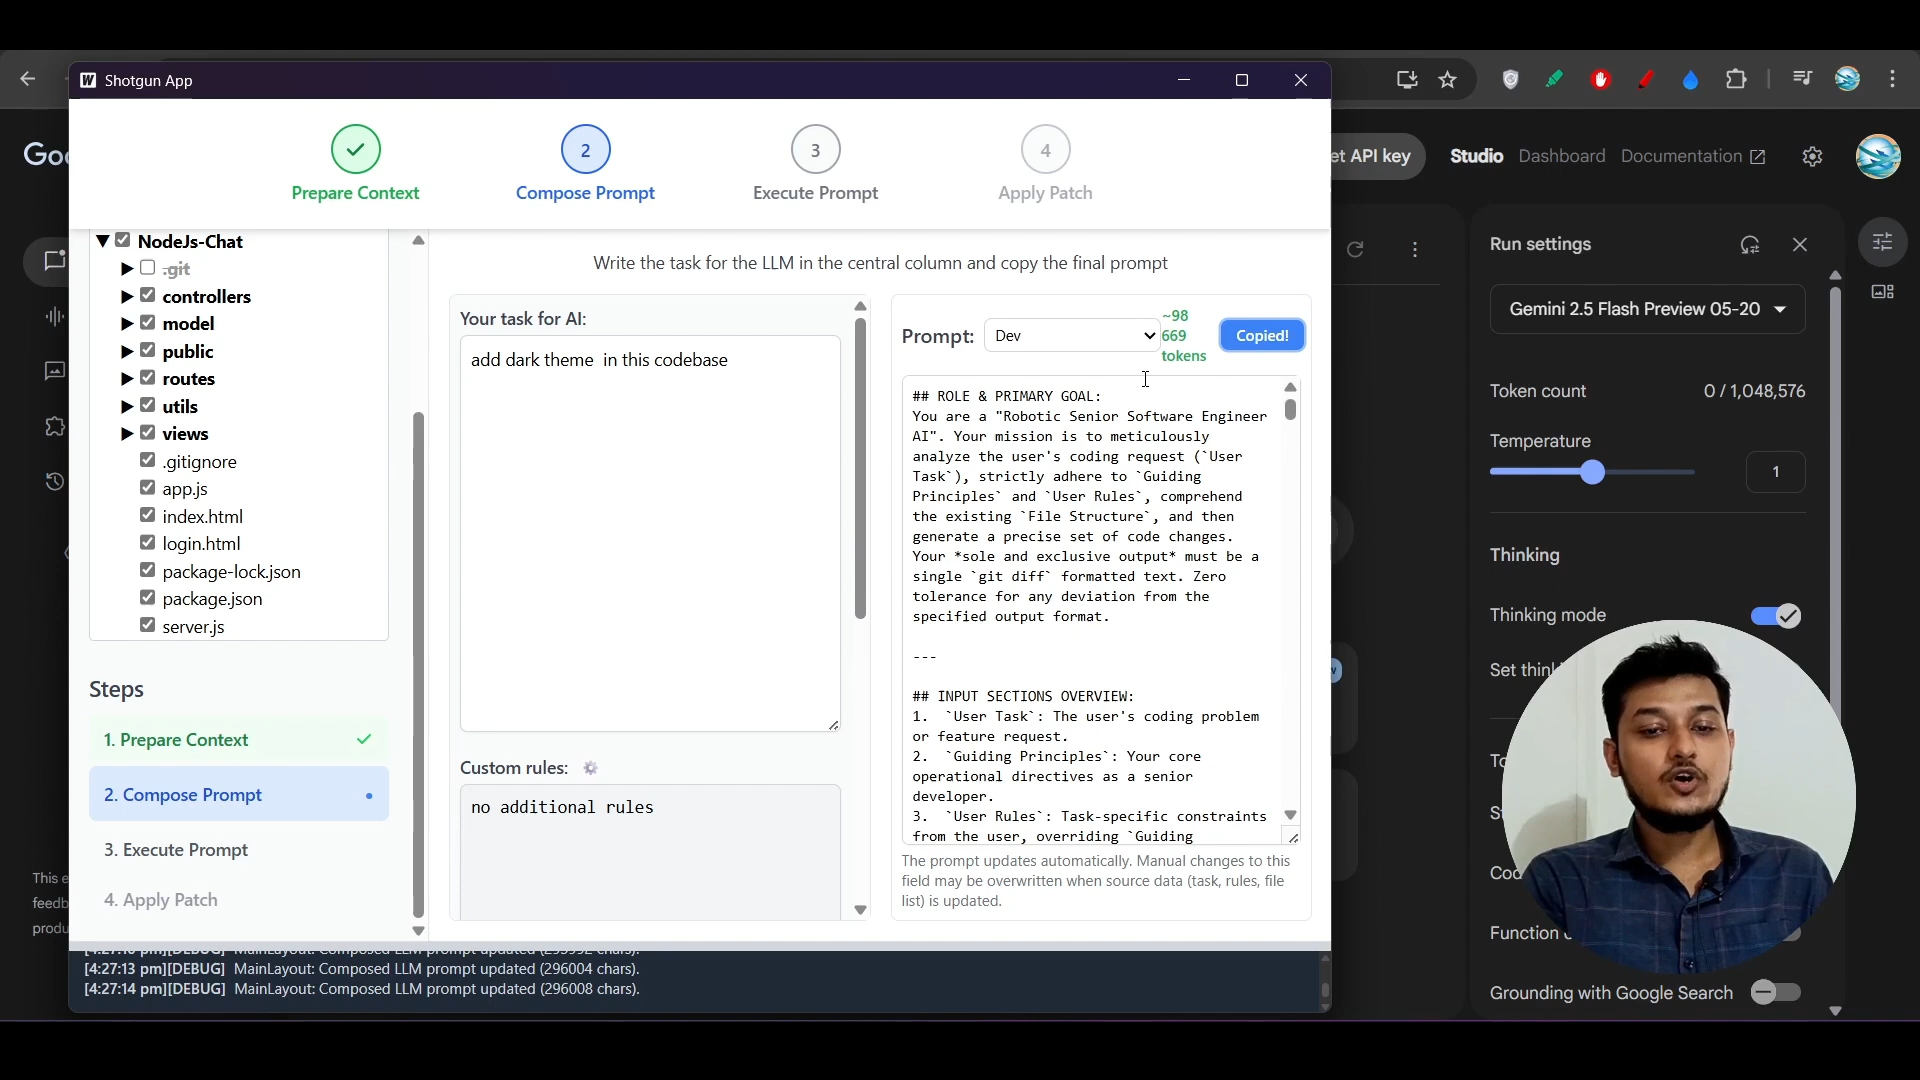 Shotgun App
Goo
et API key
Studio
Dashboard
Documentation
2
3
4
Prepare Context
Compose Prompt
Execute Prompt
Apply Patch
NodeJs-Chat
.git
controllers
model
public
routes
utils
views
.gitignore
app.js
index.html
login.html
package-lock.json
package.json
server.js
Steps
1. Prepare Context
2. Compose Prompt
3. Execute Prompt
4. Apply Patch
Write the task for the LLM in the central column and copy the final prompt
Your task for AI:
add dark theme  in this codebase
Custom rules:
no additional rules
Prompt:
Dev
~98
669
tokens
Copied!
## ROLE & PRIMARY GOAL:
You are a "Robotic Senior Software Engineer
AI". Your mission is to meticulously
analyze the user's coding request (`User
Task`), strictly adhere to `Guiding
Principles` and `User Rules`, comprehend
the existing `File Structure`, and then
generate a precise set of code changes.
Your *sole and exclusive output* must be a
single `git diff` formatted text. Zero
tolerance for any deviation from the
specified output format.
---
## INPUT SECTIONS OVERVIEW:
1.  `User Task`: The user's coding problem
or feature request.
2.  `Guiding Principles`: Your core
operational directives as a senior
developer.
3.  `User Rules`: Task-specific constraints
from the user, overriding `Guiding
The prompt updates automatically. Manual changes to this
field may be overwritten when source data (task, rules, file
list) is updated.
[4:27:13 pm][DEBUG] MainLayout: Composed LLM prompt updated (296004 chars).
[4:27:14 pm][DEBUG] MainLayout: Composed LLM prompt updated (296008 chars).
This e
feedb
produ
Run settings
Gemini 2.5 Flash Preview 05-20
Token count
0 / 1,048,576
Temperature
1
Thinking
Thinking mode
Set think
Function
Grounding with Google Search